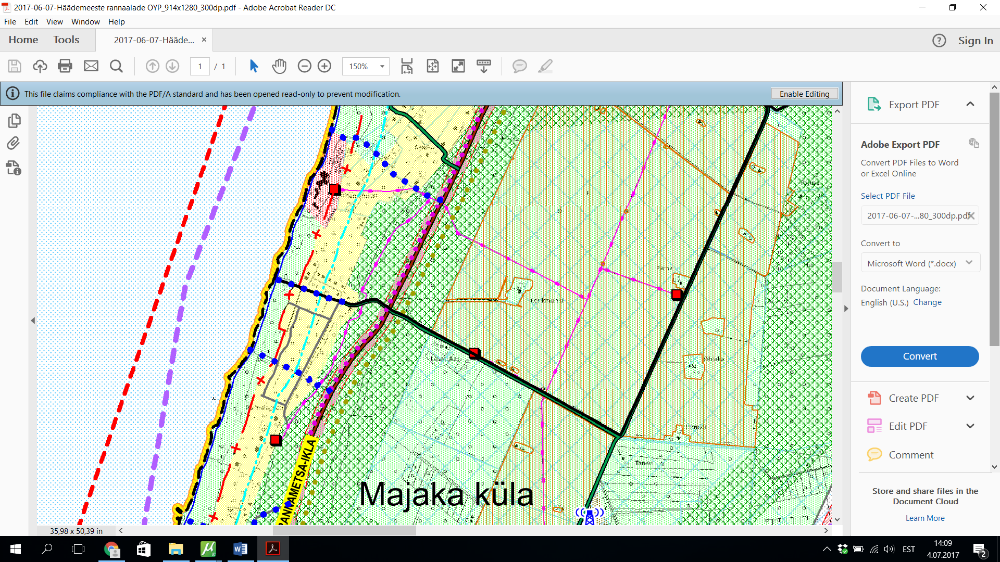 2017-06-07-Häädemeeste rannaalade OYP_914x1280_300dp.pdf - Adobe Acrobat Reader DC
File Edit View Window Help
Home Tools 2017-06-07-Hääde... × Sign In
1 / 1 150%
This file claims compliance with the PDF/A standard and has been opened read-only to prevent modification. Enable Editing
Export PDF
Adobe Export PDF
Convert PDF Files to Word
or Excel Online
Select PDF File
2017-06-07-...80_300dp.pdf
Convert to
Microsoft Word (*.docx)
Document Language:
English (U.S.) Change
Convert
Create PDF
Edit PDF
Comment
Store and share files in the
Document Cloud
Learn More
Pärna
Tanevi
Majaka küla
RANNAMETSA-IKLA
35,98 x 50,39 in
EST
14:09
4.07.2017
2